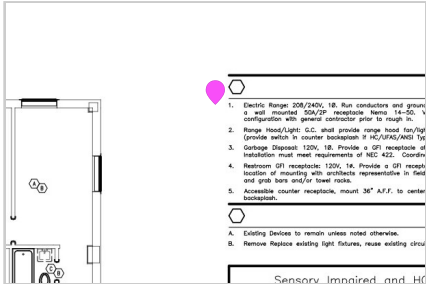 1. Electric Range: 208/240V, 1Ø. Run conductors and ground
a wall mounted 50A/2P receptacle Nema 14-50. V
configuration with general contractor prior to rough in.
2. Range Hood/Light: G.C. shall provide range hood fan/ligh
(provide switch in counter backsplash if HC/UFAS/ANSI Typ
3. Garbage Disposal: 120V, 1Ø. Provide a GFI receptacle af
Installation must meet requirements of NEC 422. Coordin
4. Restroom GFI receptacle: 120V, 1Ø. Provide a GFI recept
location of mounting with architects representative in field
and grab bars and/or towel racks.
5. Accessible counter receptacle, mount 36" A.F.F. to center
backsplash.
A
B
A. Existing Devices to remain unless noted otherwise.
B. Remove Replace existing light fixtures, reuse existing circu
C
B
Sensory Impaired and HC